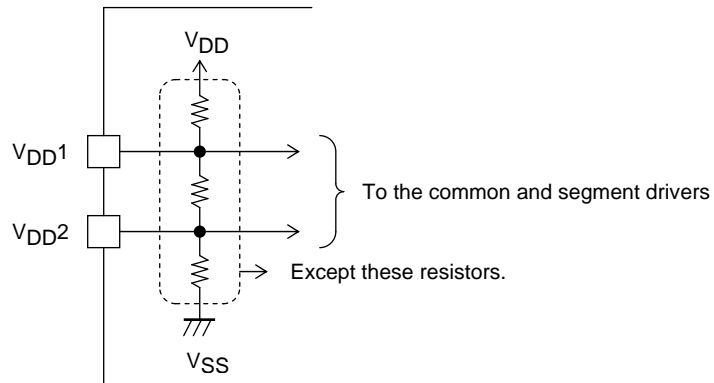 VDD
VDD1
To the common and segment drivers
VDD2
Except these resistors.
VSS